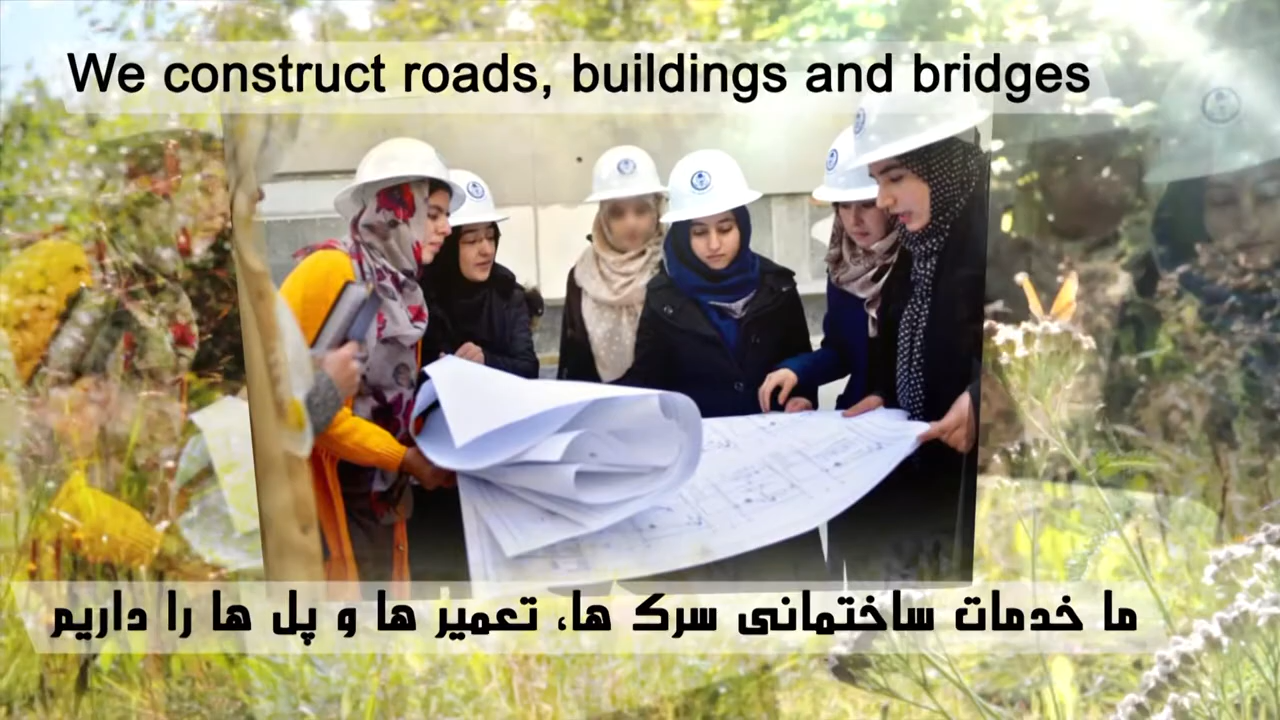 We construct roads, buildings and bridges
ما خدمات ساختمانی سرک ها، تعمیر ها و پل ها را داریم